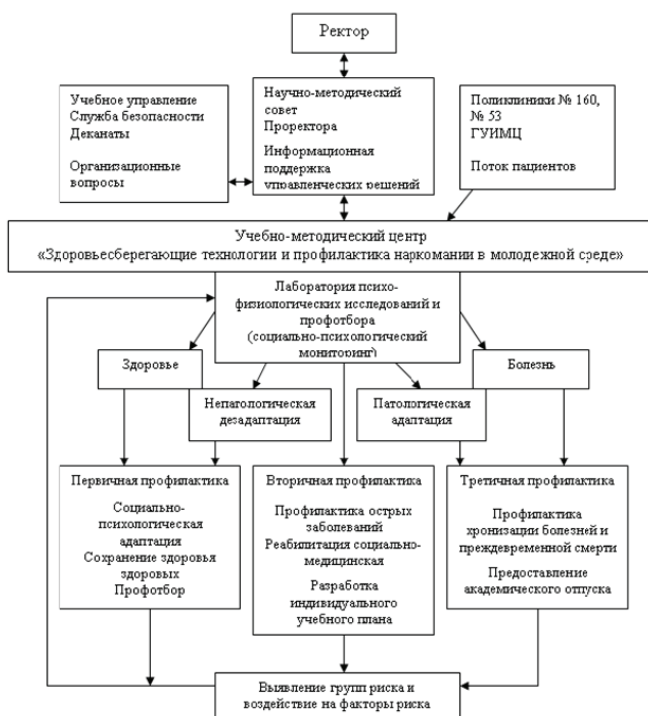 Ректор
Учебное управление
Служба безопасности
Деканаты
Организационные
вопросы
Научно-методический
совет
Проректора
Информационная
поддержка
управленческих решений
Поликлиники № 160,
№ 53
ГУИМЦ
Поток пациентов
Учебно-методический центр
«Здоровьесберегающие технологии и профилактика наркомании в молодежной среде»
Лаборатория психо-
физиологических исследований и
профотбора
(социально-психологический
мониторинг)
Здоровье
Болезнь
Непатологическая
дезадаптация
Патологическая
адаптация
Первичная профилактика
Социально-
психологическая
адаптация
Сохранение здоровья
здоровых
Профотбор
Вторичная профилактика
Профилактика острых
заболеваний
Реабилитация социально-
медицинская
Разработка
индивидуального
учебного плана
Третичная профилактика
Профилактика
хронизации болезней и
преждевременной смерти
Предоставление
академического отпуска
Выявление групп риска и
воздействие на факторы риска